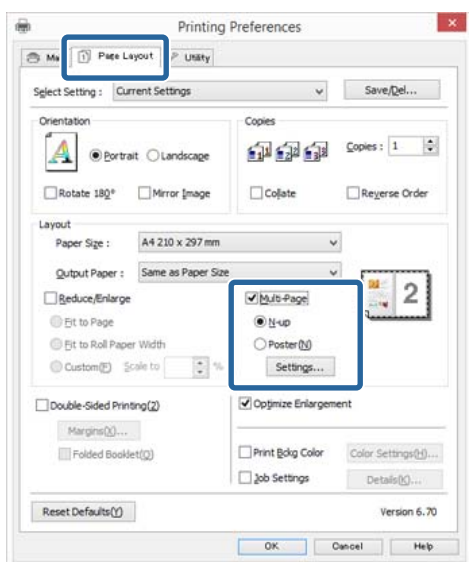 Printing Preferences
Page Layout Utility
Select Setting : Current Settings Save/Del...
Orientation Copies
Portrait Landscape Copies : 1
Rotate 180° Mirror Image Collate Reverse Order
Layout
Paper Size : A4 210 x 297 mm
Output Paper : Same as Paper Size
Reduce/Enlarge Multi-Page 2
Fit to Page N-up
Fit to Roll Paper Width Poster(N)
Custom(F) Scale to % Settings...
Double-Sided Printing(2) Optimize Enlargement
Margins(X)...
Folded Booklet(Q) Print Bckg Color Color Settings(H)...
Job Settings Details(K)...
Reset Defaults(Y) Version 6.70
OK Cancel Help